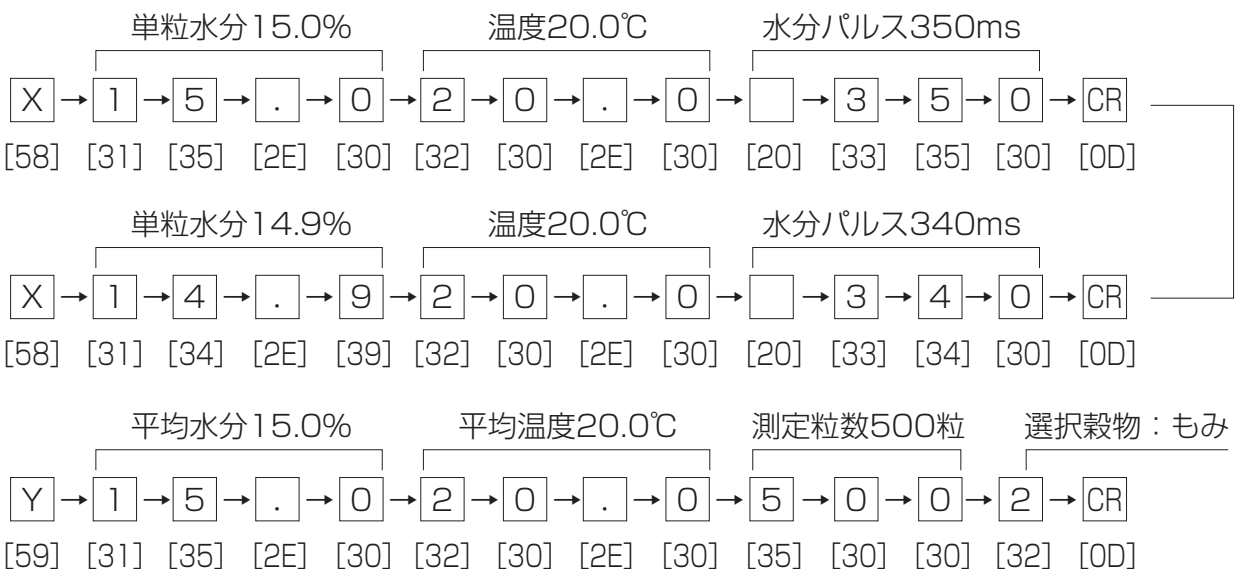 単粒水分15.0% 温度20.0℃ 水分パルス350ms
X→1→5→.→0→2→0→.→0→ →3→5→0→CR
[58] [31] [35] [2E] [30] [32] [30] [2E] [30] [20] [33] [35] [30] [0D]
単粒水分14.9% 温度20.0℃ 水分パルス340ms
X→1→4→.→9→2→0→.→0→ →3→4→0→CR
[58] [31] [34] [2E] [39] [32] [30] [2E] [30] [20] [33] [34] [30] [0D]
平均水分15.0% 平均温度20.0℃ 測定粒数500粒 選択穀物：もみ
Y→1→5→.→0→2→0→.→0→5→0→0→2→CR
[59] [31] [35] [2E] [30] [32] [30] [2E] [30] [35] [30] [30] [32] [0D]